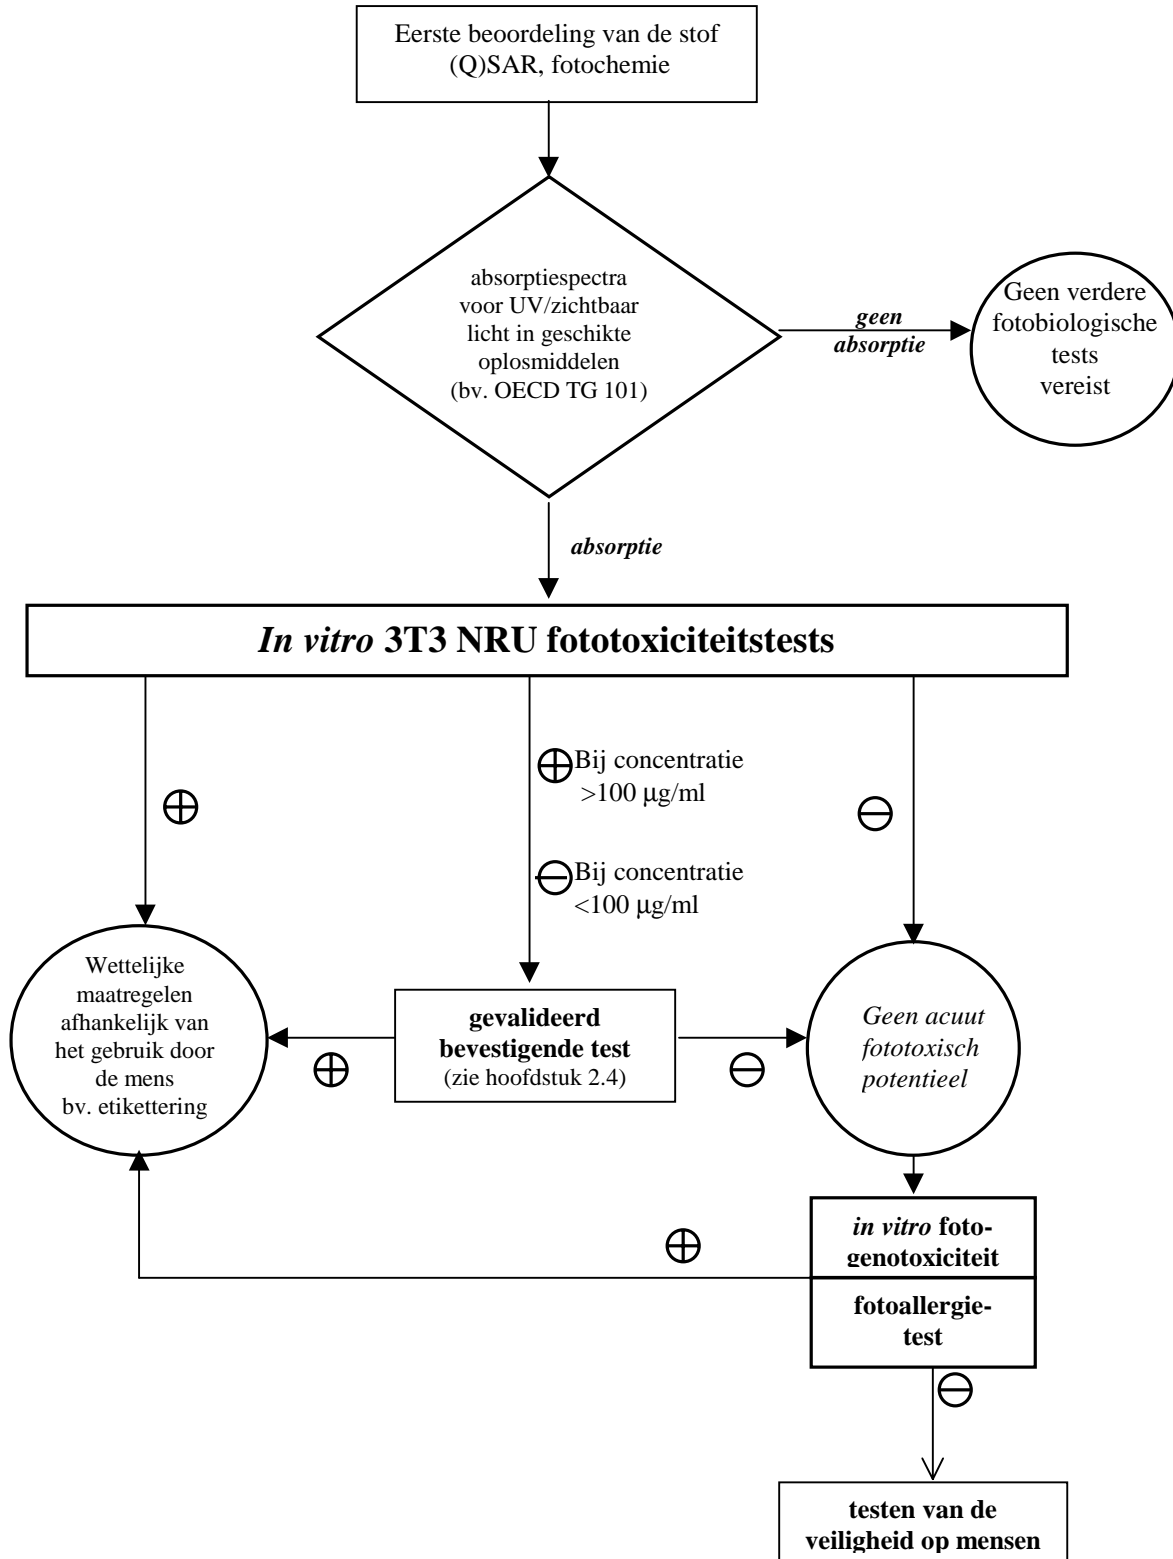 Eerste beoordeling van de stof
(Q)SAR, fotochemie
absorptiespectra
voor UV/zichtbaar
licht in geschikte
oplosmiddelen
(bv. OECD TG 101)
geen
absorptie
Geen verdere
fotobiologische
tests
vereist
absorptie
In vitro 3T3 NRU fototoxiciteitstests
Bij concentratie
>100 µg/ml
Bij concentratie
<100 µg/ml
Wettelijke
maatregelen
afhankelijk van
het gebruik door
de mens
bv. etikettering
gevalideerd
bevestigende test
(zie hoofdstuk 2.4)
Geen acuut
fototoxisch
potentieel
in vitro foto-
genotoxiciteit
fotoallergie-
test
testen van de
veiligheid op mensen